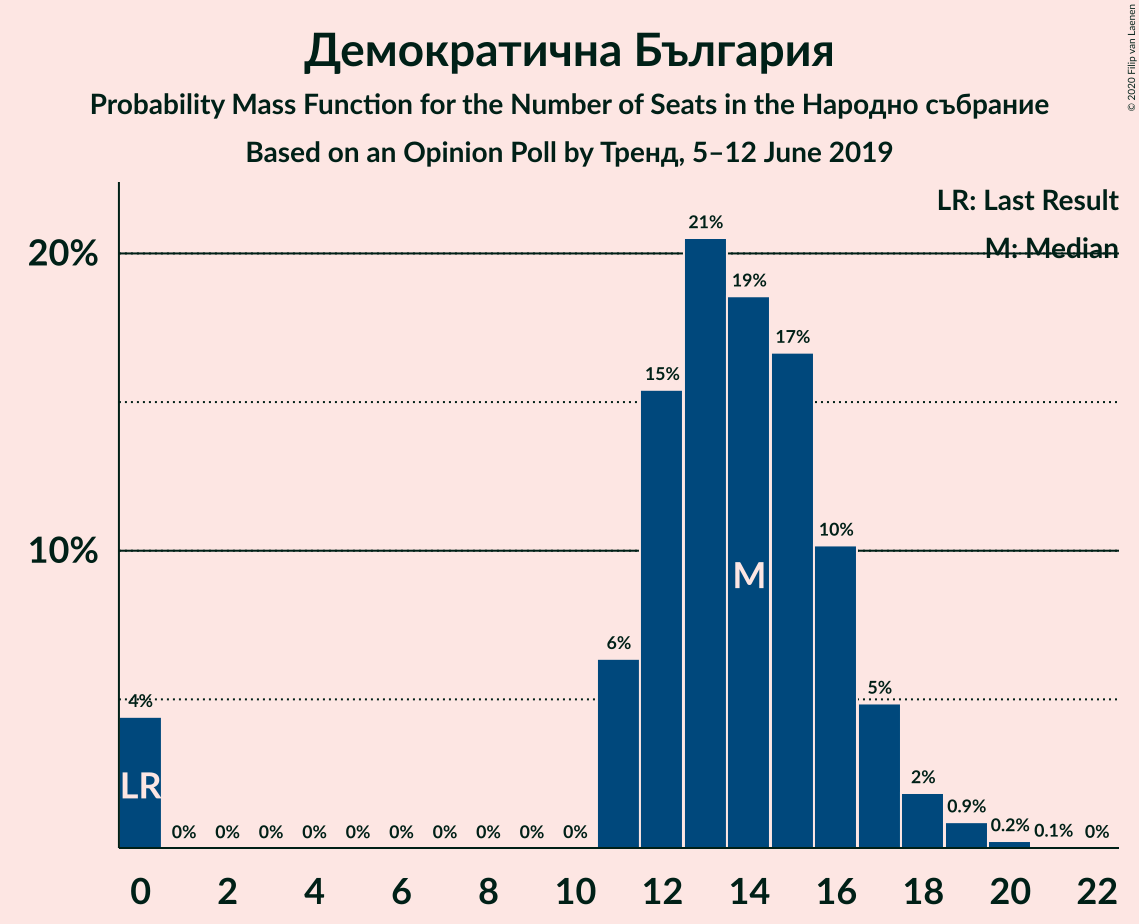 Демократична България
Probability Mass Function for the Number of Seats in the Народно събрание
Based on an Opinion Poll by Тренд, 5–12 June 2019
© 2020 Filip van Laenen
LR: Last Result
M: Median
20%
10%
4%
0%
0%
0%
0%
0%
0%
0%
0%
0%
0%
6%
15%
21%
19%
17%
10%
5%
2%
0.9%
0.2%
0.1%
0%
LR
M
0 2 4 6 8 10 12 14 16 18 20 22